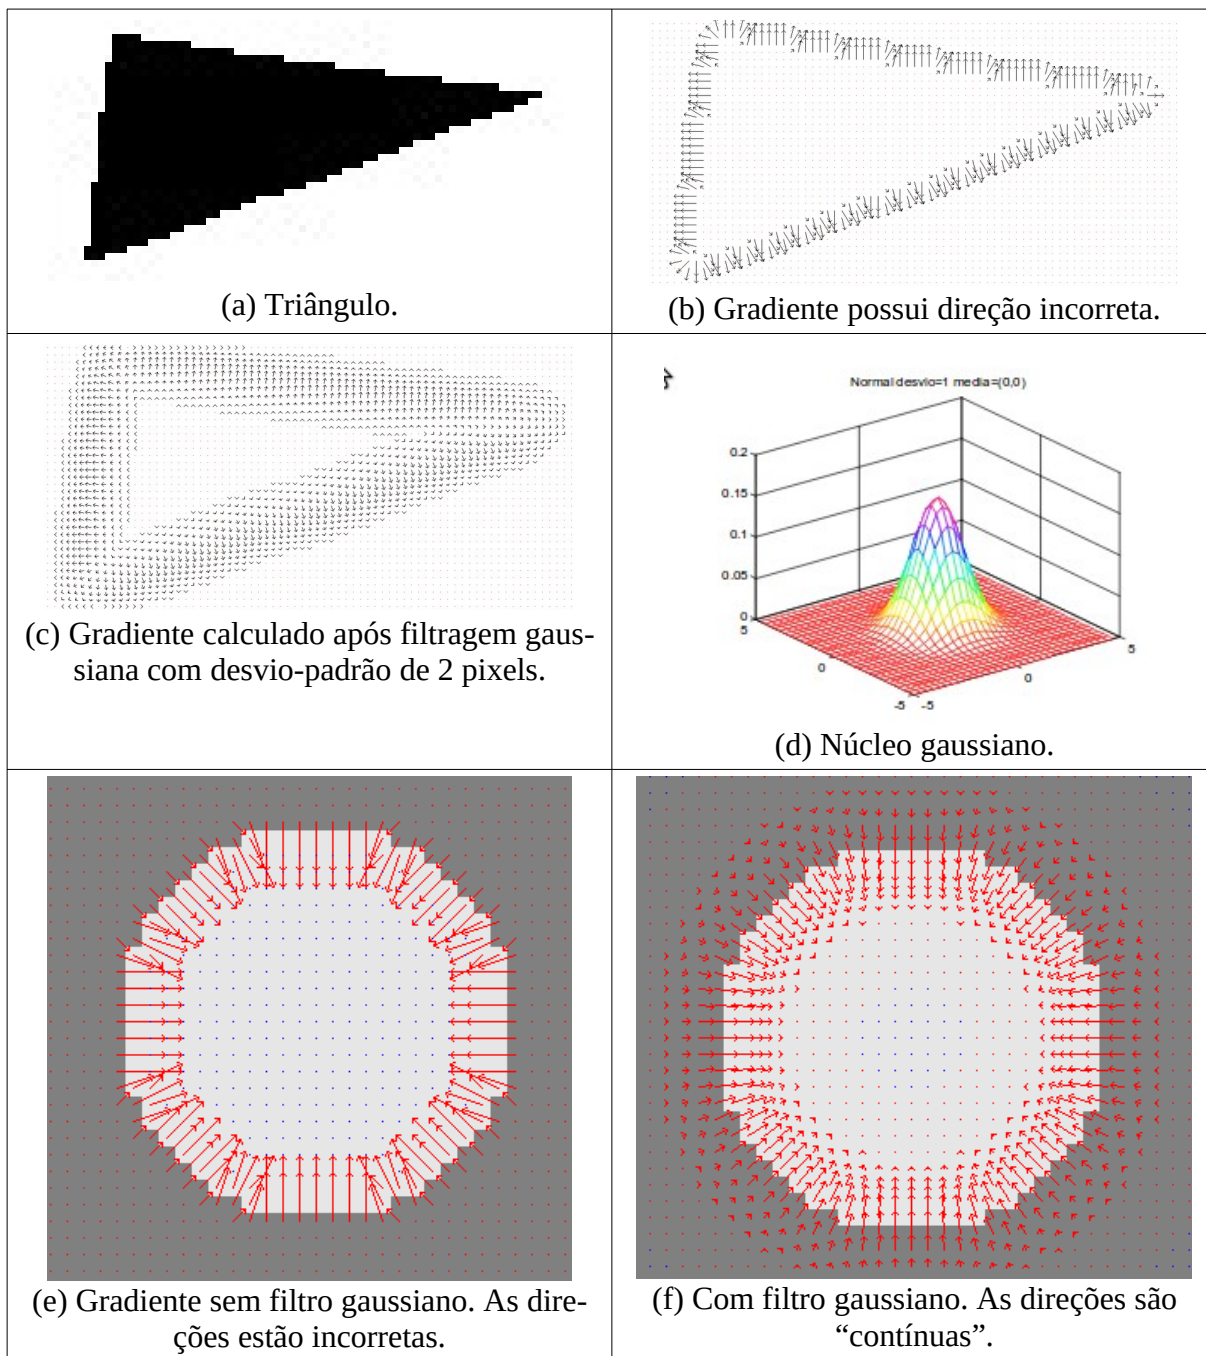 (a) Triângulo.
(b) Gradiente possui direção incorreta.
(c) Gradiente calculado após filtragem gaus-
siana com desvio-padrão de 2 pixels.
Normal desvio=1 media=(0,0)
0.2
0.15
0.1
0.05
0
5
0
-5
-5
0
5
(d) Núcleo gaussiano.
(e) Gradiente sem filtro gaussiano. As dire-
ções estão incorretas.
(f) Com filtro gaussiano. As direções são
“contínuas”.